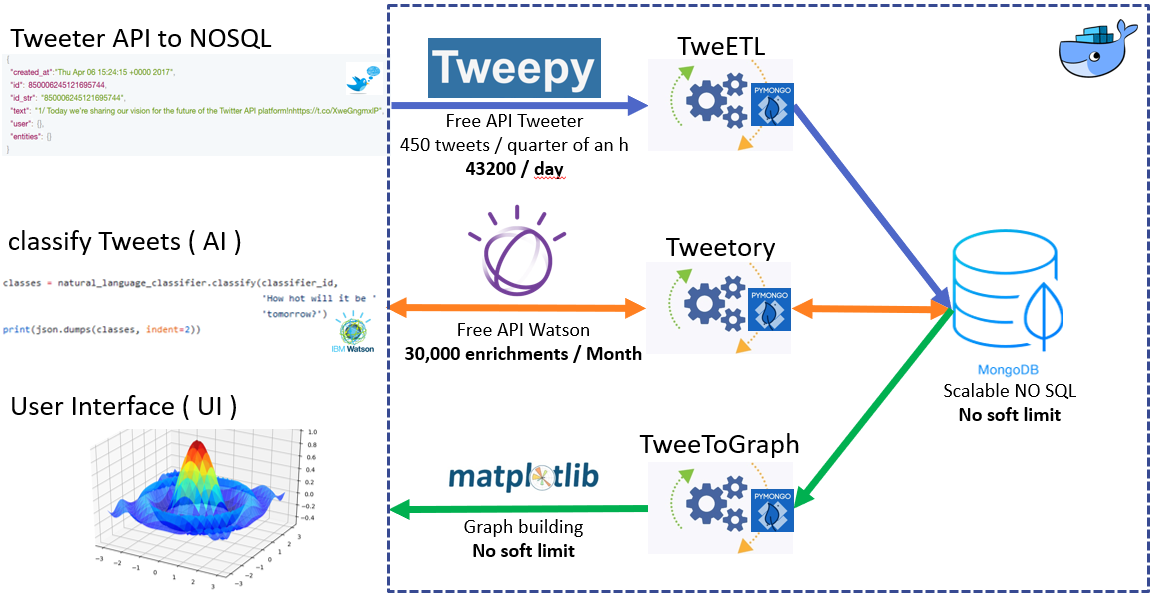 Tweeter API to NOSQL
{
"created_at":"Thu Apr 06 15:24:15 +0000 2017",
"id": 850006245121695744,
"id_str": "850006245121695744",
"text": "1/ Today we're sharing our vision for the future of the Twitter API platform!nhttps://t.co/XweGngmxlP",
"user": {},
"entities": {}
}
Tweepy
Free API Tweeter
450 tweets / quarter of an h
43200 / day
TweETL
PYMONGO
classify Tweets ( AI )
classes = natural_language_classifier.classify(classifier_id,
'How hot will it be '
'tomorrow?')
print(json.dumps(classes, indent=2))
IBM Watson
Free API Watson
30,000 enrichments / Month
Tweetory
PYMONGO
MongoDB
Scalable NO SQL
No soft limit
User Interface ( UI )
1.0
0.8
0.6
0.4
0.2
0.0
−0.2
−0.4
−3
−2
−1
0
1
2
3
−3
−2
−1
0
1
2
3
matplotlib
Graph building
No soft limit
TweeToGraph
PYMONGO